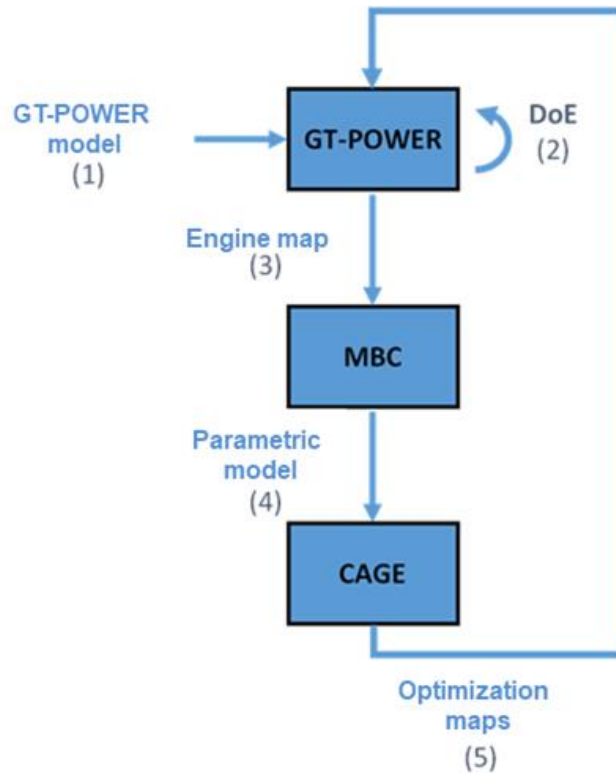 GT-POWER
model
(1)
GT-POWER
DoE
(2)
Engine map
(3)
MBC
Parametric
model
(4)
CAGE
Optimization
maps
(5)